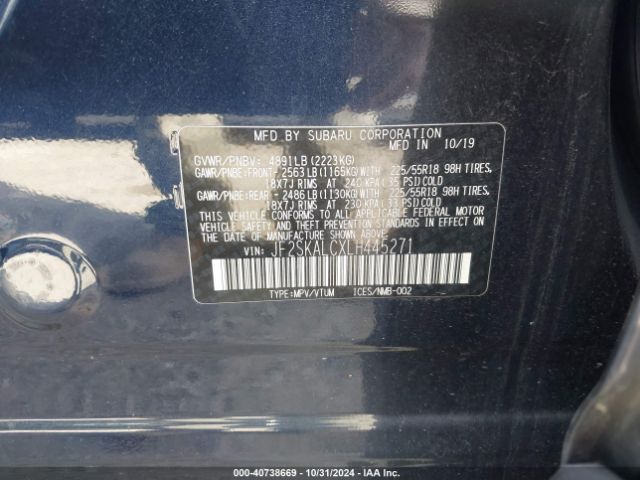 MFD BY SUBARU CORPORATION
MFD IN 10/19
GVWR/PNBV: 4891LB(2223KG)
GAWR/PNBE:FRONT- 2563LB(1165KG)WITH 225/55R18 98H TIRES,
18X7J RIMS AT 240 KPA(35 PSI)COLD
GAWR/PNBE:REAR - 2486LB(1130KG)WITH 225/55R18 98H TIRES,
18X7J RIMS AT 230 KPA(33 PSI)COLD
THIS VEHICLE CONFORMS TO ALL APPLICABLE FEDERAL MOTOR
VEHICLE SAFETY AND THEFT PREVENTION STANDARDS IN EFFECT
ON THE DATE OF MANUFACTURE SHOWN ABOVE.
VIN: JF2SKALCXLH445271
TYPE:MPV/VTUM ICES/NMB-002
000-40738669 - 10/31/2024 - IAA Inc.